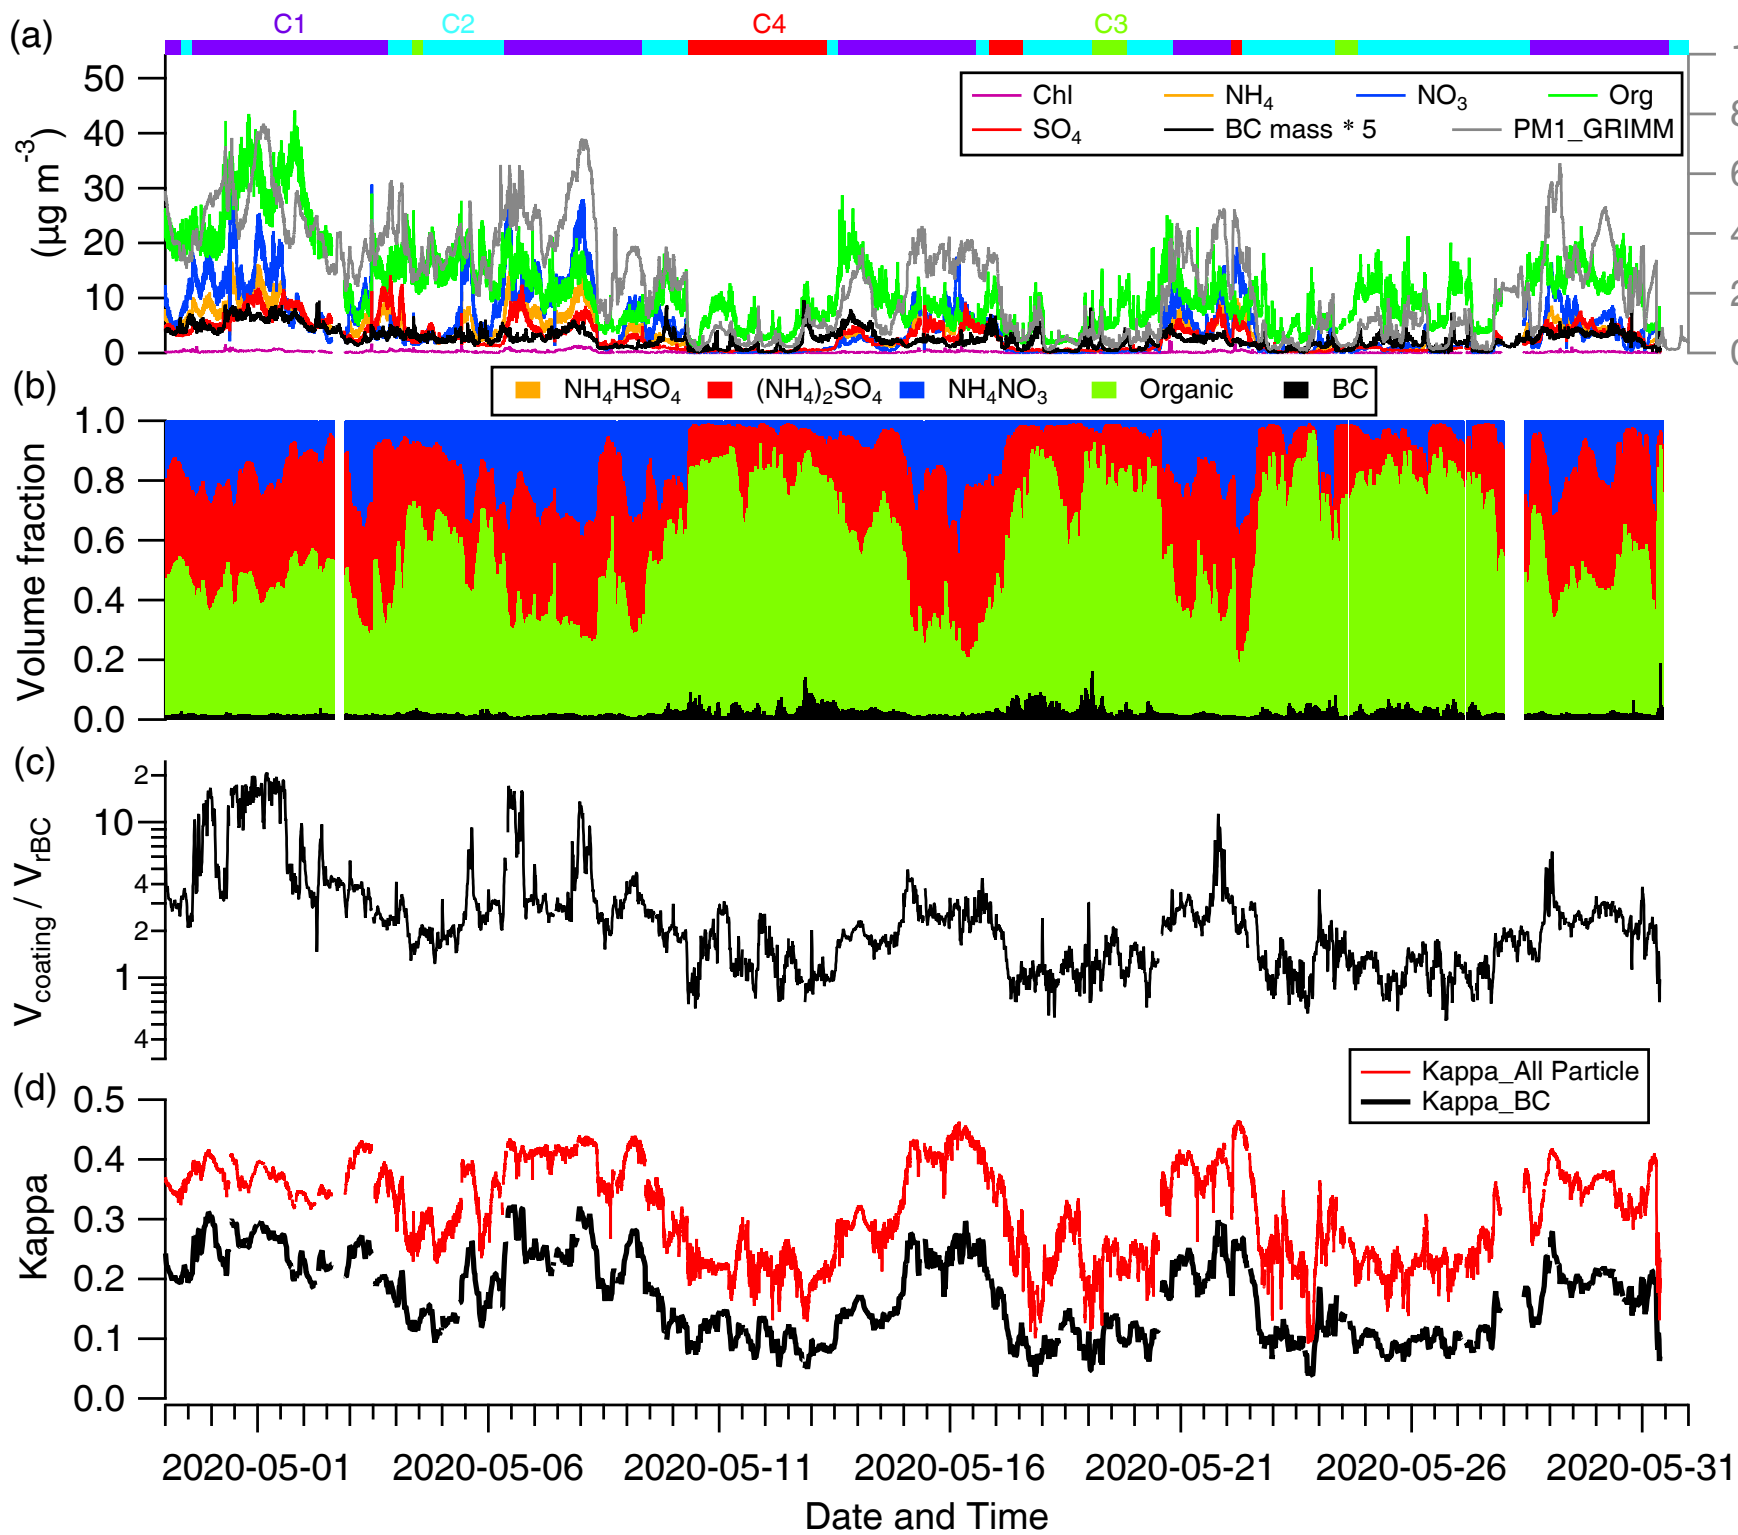 (a)
C1 C2 C4 C3
50
40
30
20
10
0
(µg m⁻³)
Chl NH₄ NO₃ Org
SO₄ BC mass * 5 PM1_GRIMM
(b)
NH₄HSO₄ (NH₄)₂SO₄ NH₄NO₃ Organic BC
1.0
0.8
0.6
0.4
0.2
0.0
Volume fraction
(c)
2
10
4
2
1
4
V_coating / V_rBC
(d)
Kappa_All Particle
Kappa_BC
0.5
0.4
0.3
0.2
0.1
0.0
Kappa
2020-05-01 2020-05-06 2020-05-11 2020-05-16 2020-05-21 2020-05-26 2020-05-31
Date and Time